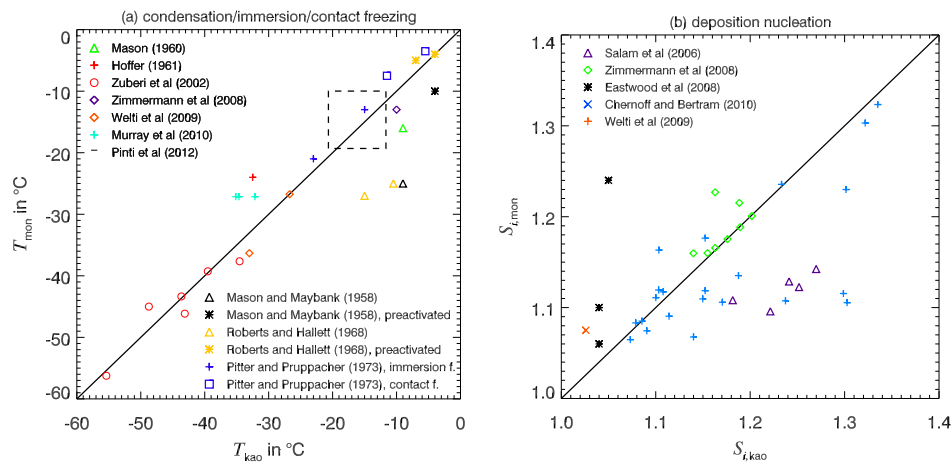 (a) condensation/immersion/contact freezing
0
-10
-20
-30
-40
-50
-60
-60
-50
-40
-30
-20
-10
0
T_mon in °C
T_kao in °C
Mason (1960)
Hoffer (1961)
Zuberi et al (2002)
Zimmermann et al (2008)
Welti et al (2009)
Murray et al (2010)
Pinti et al (2012)
Mason and Maybank (1958)
Mason and Maybank (1958), preactivated
Roberts and Hallett (1968)
Roberts and Hallett (1968), preactivated
Pitter and Pruppacher (1973), immersion f.
Pitter and Pruppacher (1973), contact f.
(b) deposition nucleation
1.4
1.3
1.2
1.1
1.0
1.0
1.1
1.2
1.3
1.4
S_i,mon
S_i,kao
Salam et al (2006)
Zimmermann et al (2008)
Eastwood et al (2008)
Chernoff and Bertram (2010)
Welti et al (2009)